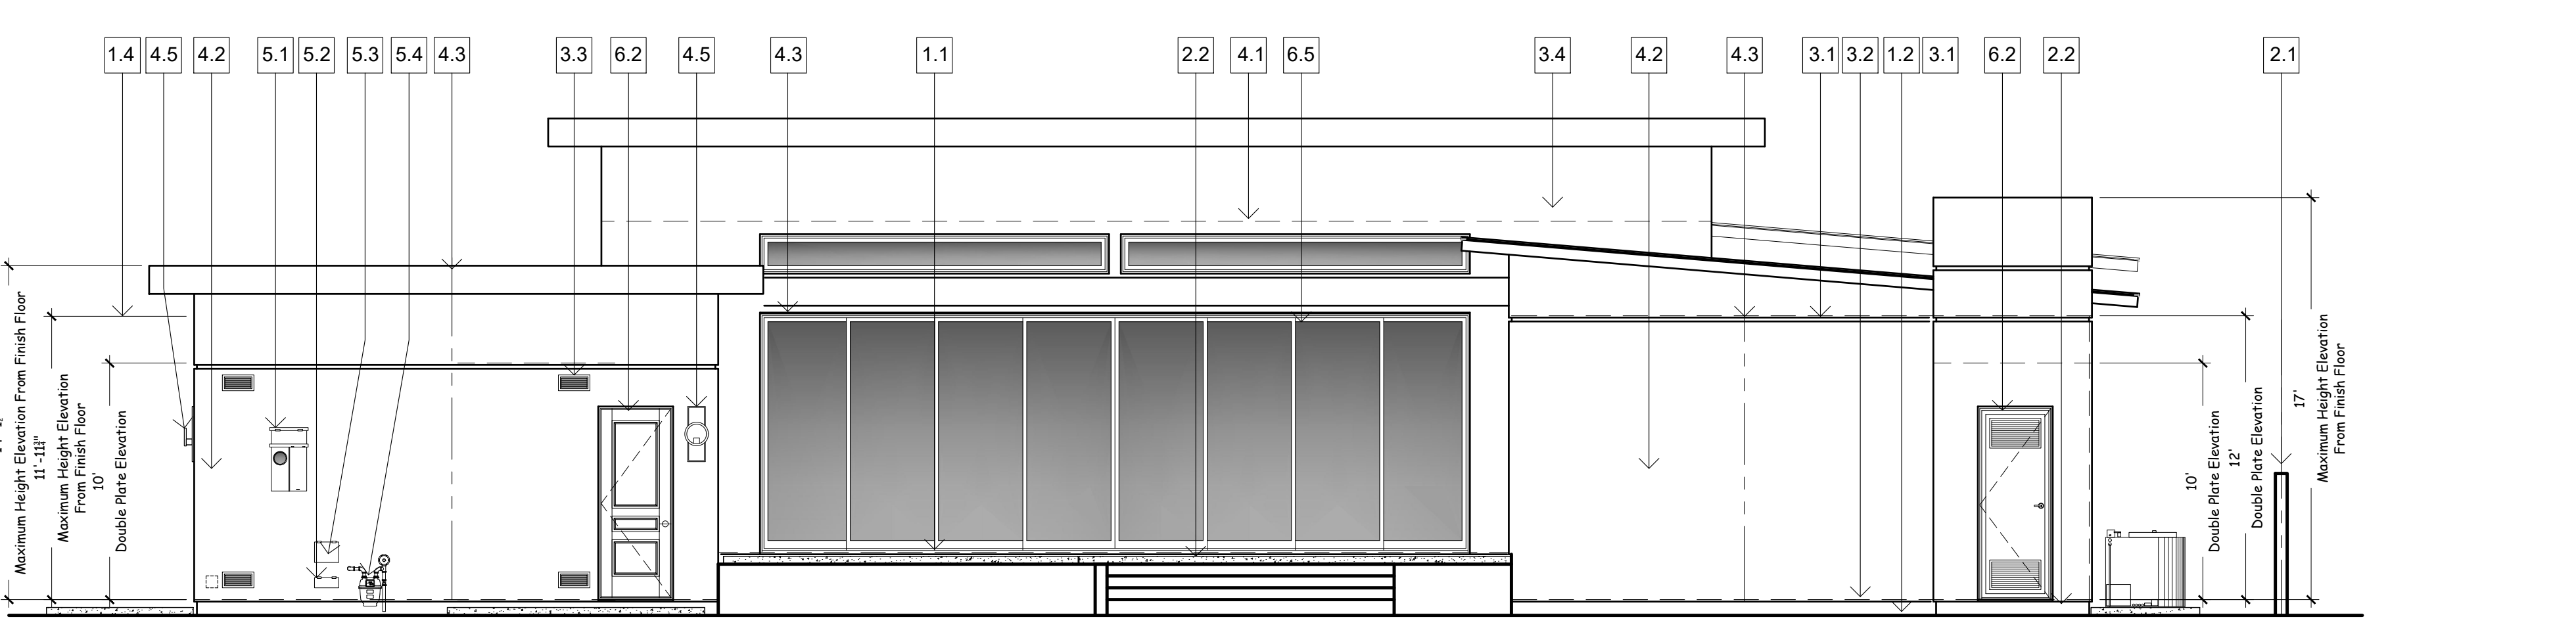 1.4 4.5 4.2 5.1 5.2 5.3 5.4 4.3 3.3 6.2 4.5 4.3 1.1 2.2 4.1 6.5 3.4 4.2 4.3 3.1 3.2 1.2 3.1 6.2 2.2 2.1
Maximum Height Elevation From Finish Floor
11'-11¾"
Maximum Height Elevation
From Finish Floor
10'
Double Plate Elevation
10'
Double Plate Elevation
12'
Double Plate Elevation
17'
Maximum Height Elevation
From Finish Floor